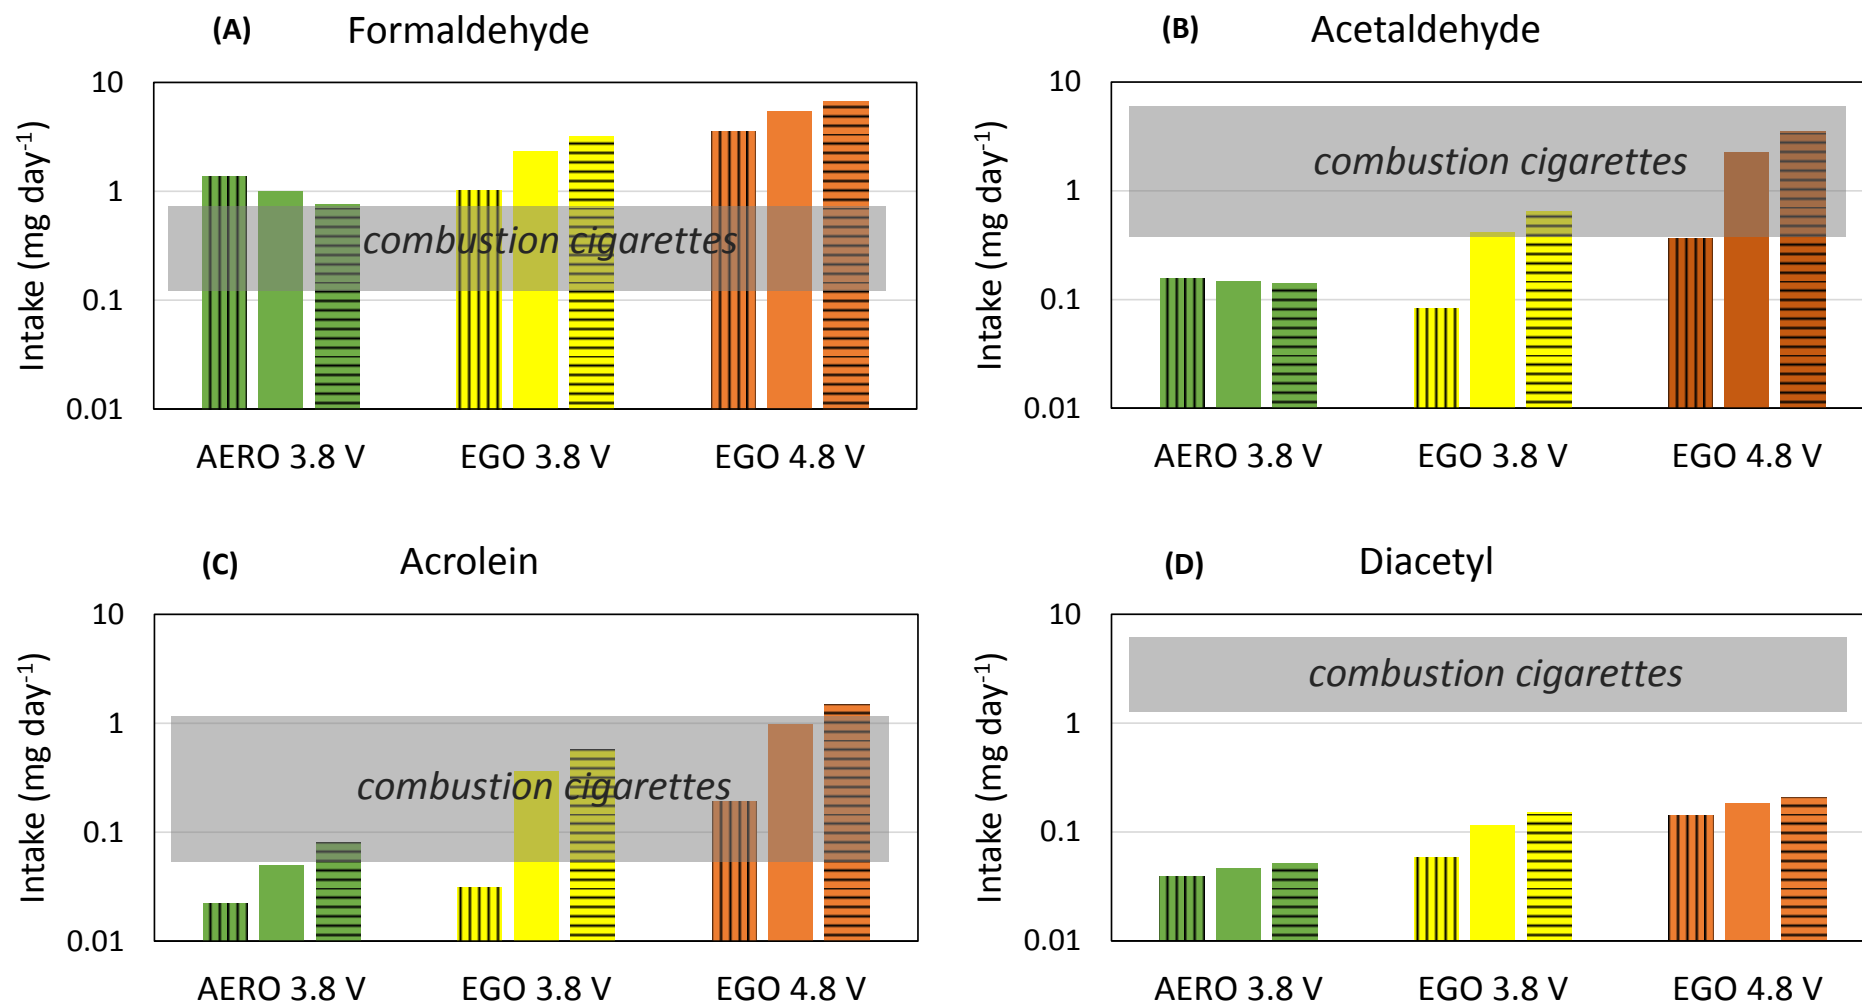 (A) Formaldehyde
10
1
0.1
0.01
Intake (mg day-1)
combustion cigarettes
AERO 3.8 V EGO 3.8 V EGO 4.8 V
(B) Acetaldehyde
10
1
0.1
0.01
Intake (mg day-1)
combustion cigarettes
AERO 3.8 V EGO 3.8 V EGO 4.8 V
(C) Acrolein
10
1
0.1
0.01
Intake (mg day-1)
combustion cigarettes
AERO 3.8 V EGO 3.8 V EGO 4.8 V
(D) Diacetyl
10
1
0.1
0.01
Intake (mg day-1)
combustion cigarettes
AERO 3.8 V EGO 3.8 V EGO 4.8 V